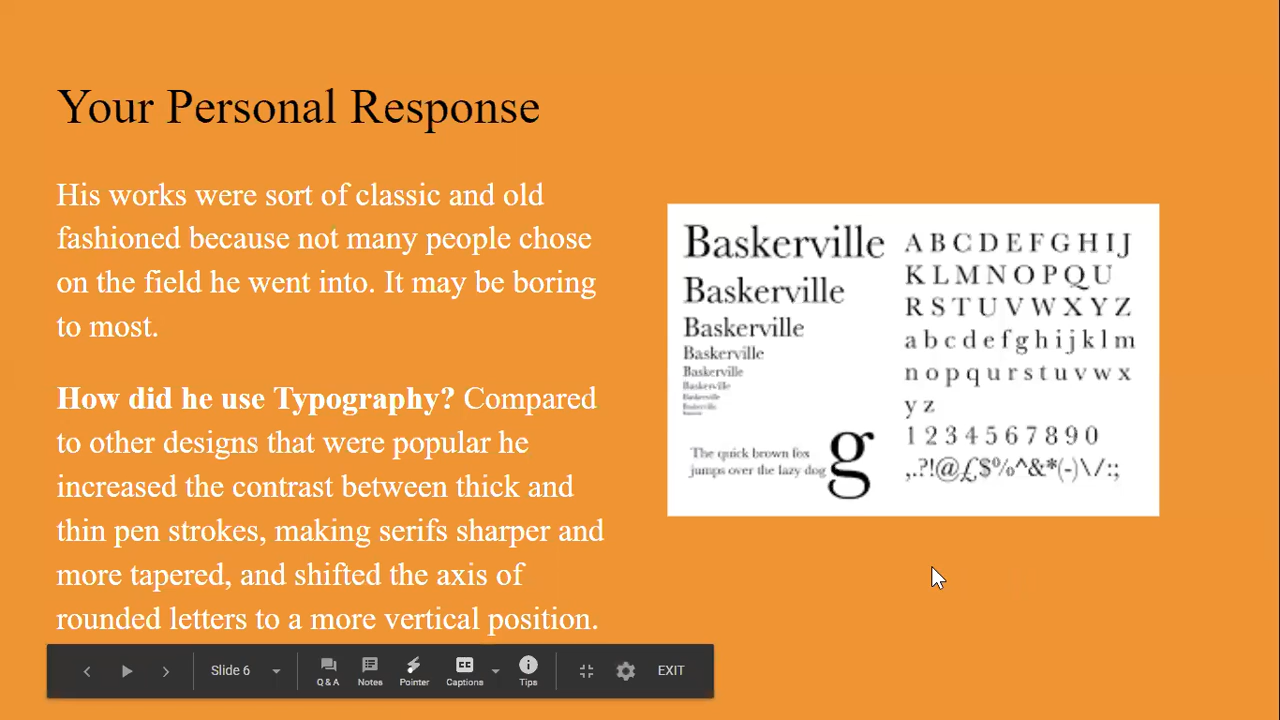 Your Personal Response
His works were sort of classic and old
fashioned because not many people chose
on the field he went into. It may be boring
to most.
How did he use Typography? Compared
to other designs that were popular he
increased the contrast between thick and
thin pen strokes, making serifs sharper and
more tapered, and shifted the axis of
rounded letters to a more vertical position.
Baskerville
Baskerville
Baskerville
Baskerville
Baskerville
Baskerville
Baskerville
Baskerville
The quick brown fox
jumps over the lazy dog
g
A B C D E F G H I J
K L M N O P Q U
R S T U V W X Y Z
a b c d e f g h i j k l m
n o p q u r s t u v w x
y z
1 2 3 4 5 6 7 8 9 0
,.?!@£$%^&*(-)\/:;
Slide 6
Q & A
Notes
Pointer
Captions
Tips
EXIT